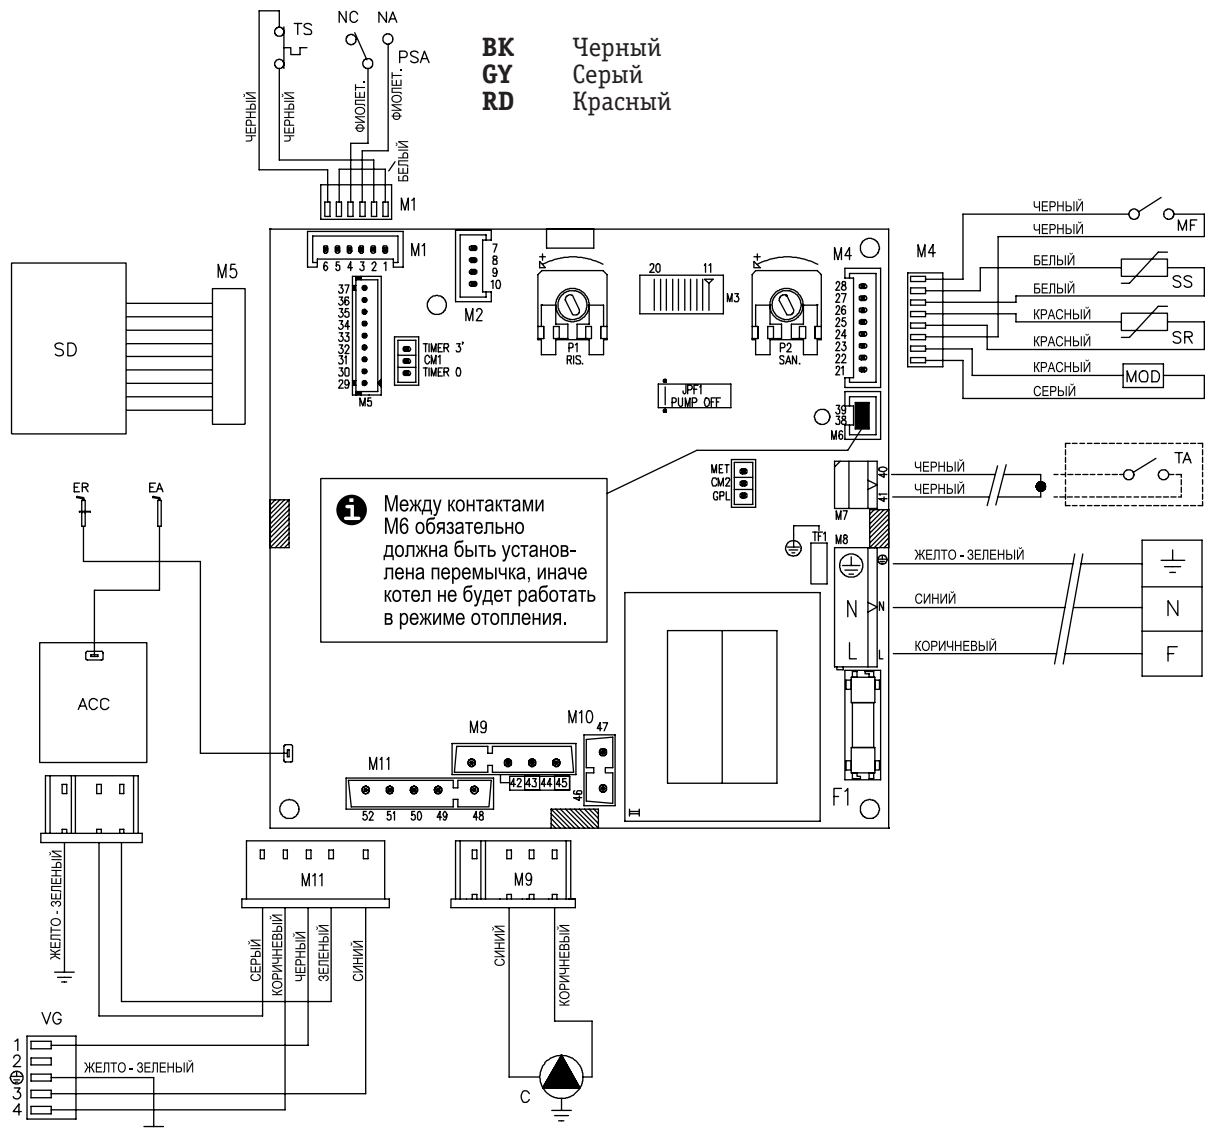 TS
NC NA
PSA
BK Черный
GY Серый
RD Красный
ЧЕРНЫЙ
ЧЕРНЫЙ
ФИОЛЕТ.
ФИОЛЕТ.
БЕЛЫЙ
M1
M1
6 5 4 3 2 1
7
8
9
10
M2
SD
M5
37
36
35
34
33
32
31
30
29
M5
TIMER 3'
CM1
TIMER 0
P1
RIS.
20 11
M3
P2
SAN.
M4
28
27
26
25
24
23
22
21
M4
ЧЕРНЫЙ
ЧЕРНЫЙ
MF
БЕЛЫЙ
БЕЛЫЙ
SS
КРАСНЫЙ
КРАСНЫЙ
SR
КРАСНЫЙ
MOD
СЕРЫЙ
JPF1
PUMP OFF
39
38
M6
MET
CM2
GPL
40
41
M7
ЧЕРНЫЙ
ЧЕРНЫЙ
TA
ER EA
i
Между контактами
М6 обязательно
должна быть установ-
лена перемычка, иначе
котел не будет работать
в режиме отопления.
TF1
M8
N
L
N
L
ЖЕЛТО - ЗЕЛЕНЫЙ
СИНИЙ
КОРИЧНЕВЫЙ
N
F
ACC
M9
42 43 44 45
M10
47
46
M11
52 51 50 49 48
F1
ЖЕЛТО - ЗЕЛЕНЫЙ
M11
СЕРЫЙ
КОРИЧНЕВЫЙ
ЧЕРНЫЙ
ЗЕЛЕНЫЙ
СИНИЙ
M9
СИНИЙ
КОРИЧНЕВЫЙ
VG
1
2
3
4
ЖЕЛТО - ЗЕЛЕНЫЙ
C